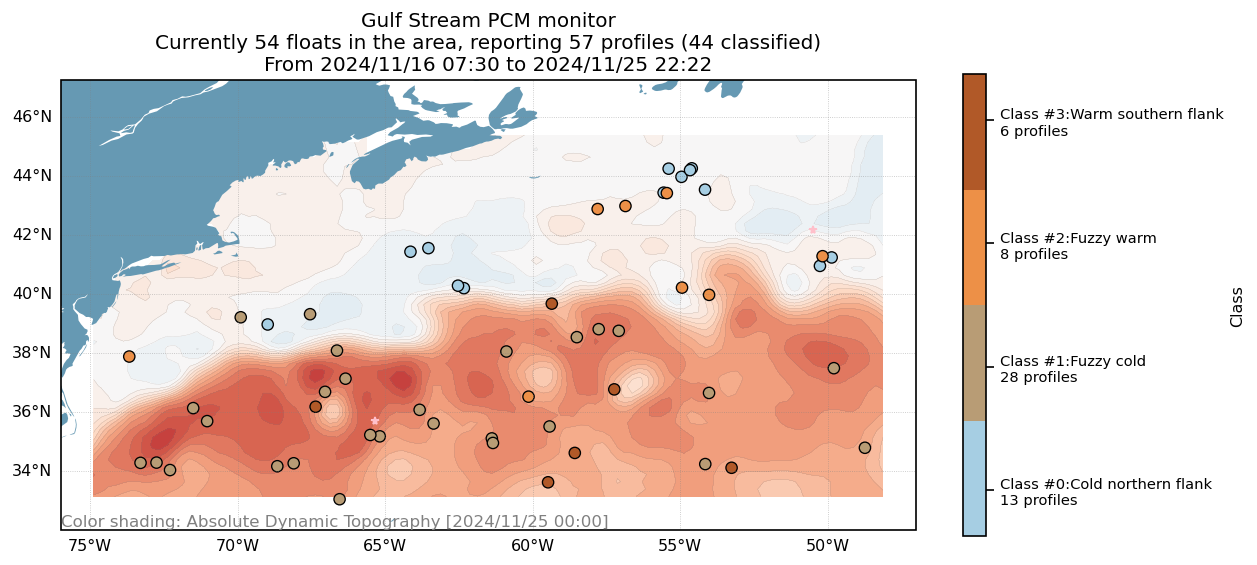 Gulf Stream PCM monitor
Currently 54 floats in the area, reporting 57 profiles (44 classified)
From 2024/11/16 07:30 to 2024/11/25 22:22
46°N
44°N
42°N
40°N
38°N
36°N
34°N
75°W
70°W
65°W
60°W
55°W
50°W
Color shading: Absolute Dynamic Topography [2024/11/25 00:00]
Class #3:Warm southern flank
6 profiles
Class #2:Fuzzy warm
8 profiles
Class #1:Fuzzy cold
28 profiles
Class #0:Cold northern flank
13 profiles
Class